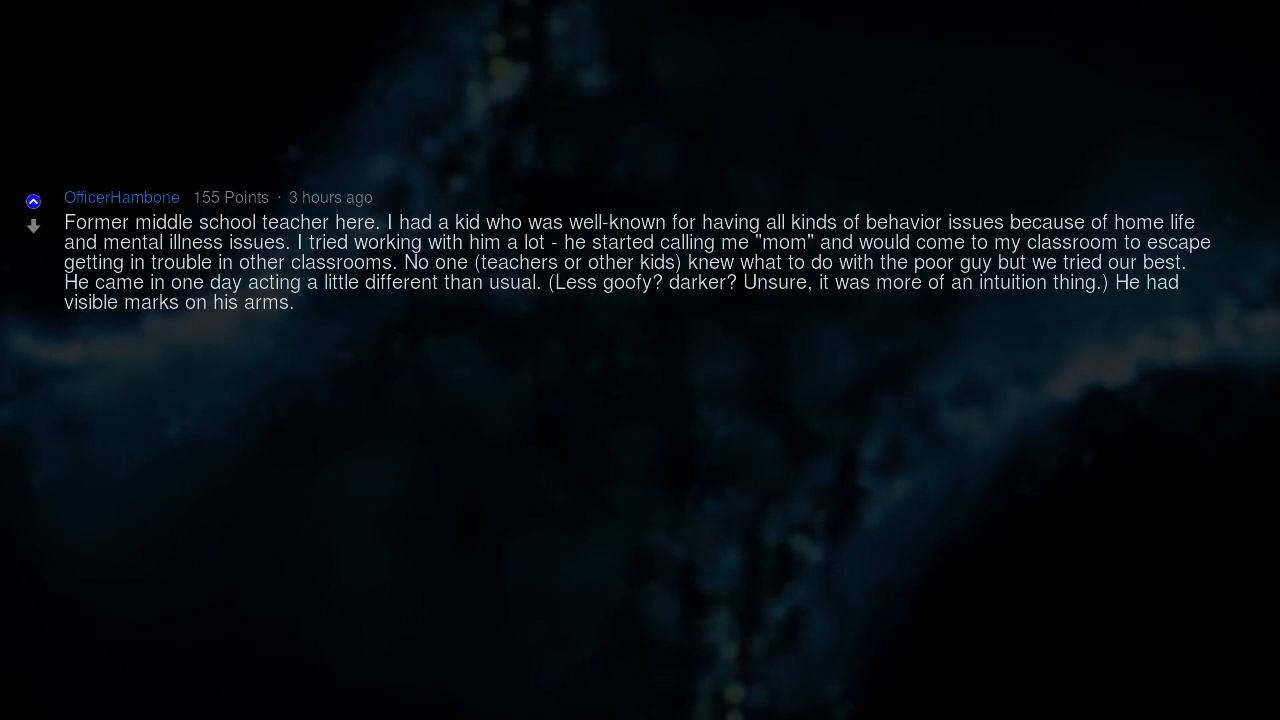 OfficerHambone 155 Points · 3 hours ago
Former middle school teacher here. I had a kid who was well-known for having all kinds of behavior issues because of home life
and mental illness issues. I tried working with him a lot - he started calling me "mom" and would come to my classroom to escape
getting in trouble in other classrooms. No one (teachers or other kids) knew what to do with the poor guy but we tried our best.
He came in one day acting a little different than usual. (Less goofy? darker? Unsure, it was more of an intuition thing.) He had
visible marks on his arms.